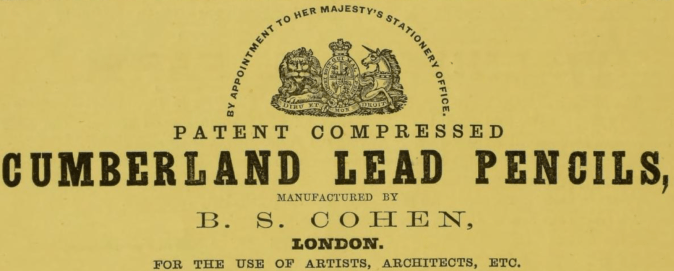 BY APPOINTMENT TO HER MAJESTY'S STATIONERY OFFICE.
DIEU ET MON DROIT
PATENT COMPRESSED
CUMBERLAND LEAD PENCILS,
MANUFACTURED BY
B. S. COHEN,
LONDON.
FOR THE USE OF ARTISTS, ARCHITECTS, ETC.